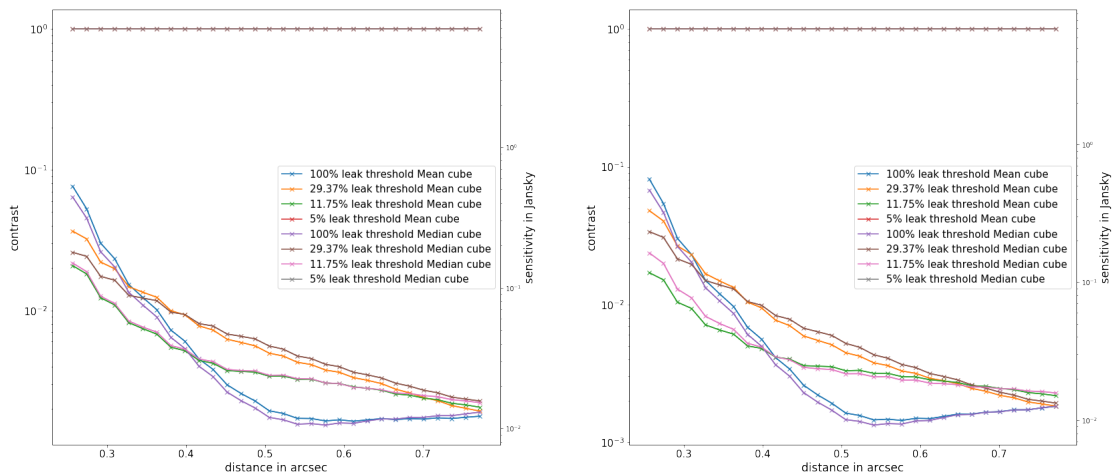 10⁰
10⁻¹
10⁻²
contrast
0.3
0.4
0.5
0.6
0.7
distance in arcsec
10⁰
10⁻¹
10⁻²
sensitivity in Jansky
100% leak threshold Mean cube
29.37% leak threshold Mean cube
11.75% leak threshold Mean cube
5% leak threshold Mean cube
100% leak threshold Median cube
29.37% leak threshold Median cube
11.75% leak threshold Median cube
5% leak threshold Median cube
10⁰
10⁻¹
10⁻²
10⁻³
contrast
0.3
0.4
0.5
0.6
0.7
distance in arcsec
10⁰
10⁻¹
10⁻²
sensitivity in Jansky
100% leak threshold Mean cube
29.37% leak threshold Mean cube
11.75% leak threshold Mean cube
5% leak threshold Mean cube
100% leak threshold Median cube
29.37% leak threshold Median cube
11.75% leak threshold Median cube
5% leak threshold Median cube